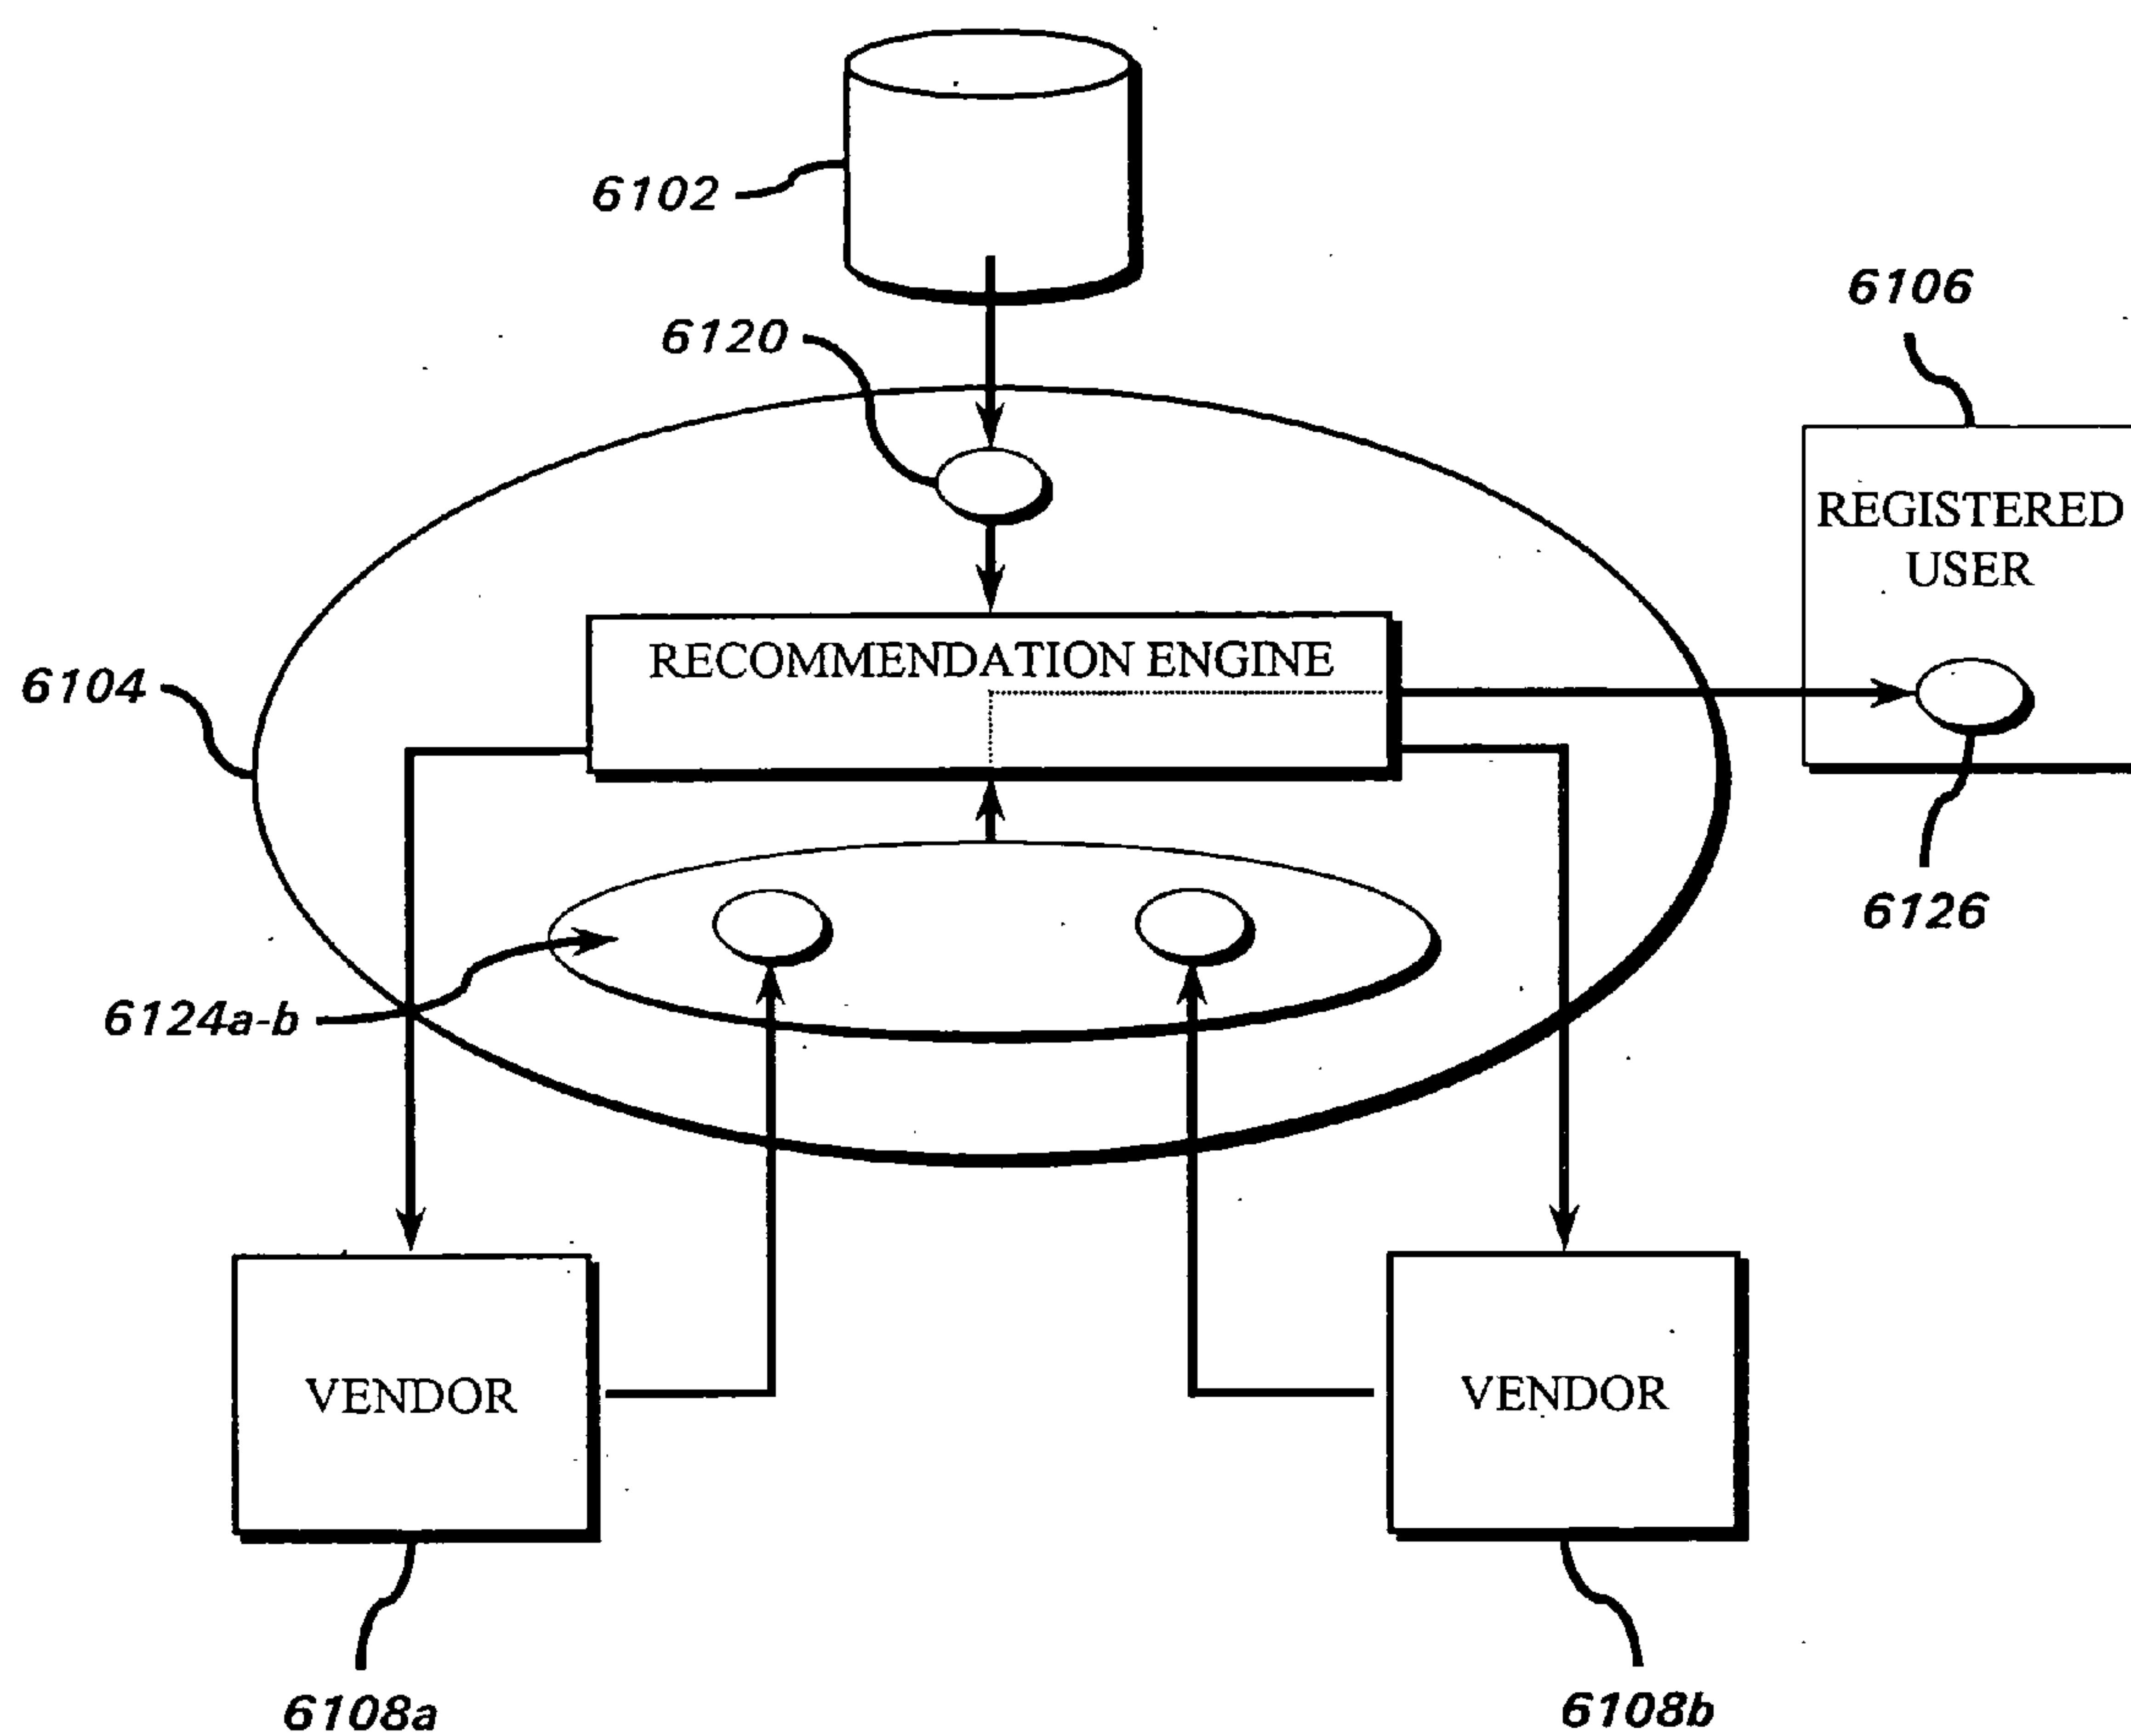 6102
6120
6106
REGISTERED
USER
RECOMMENDATION ENGINE
6104
6126
6124a-b
VENDOR
VENDOR
6108a
6108b